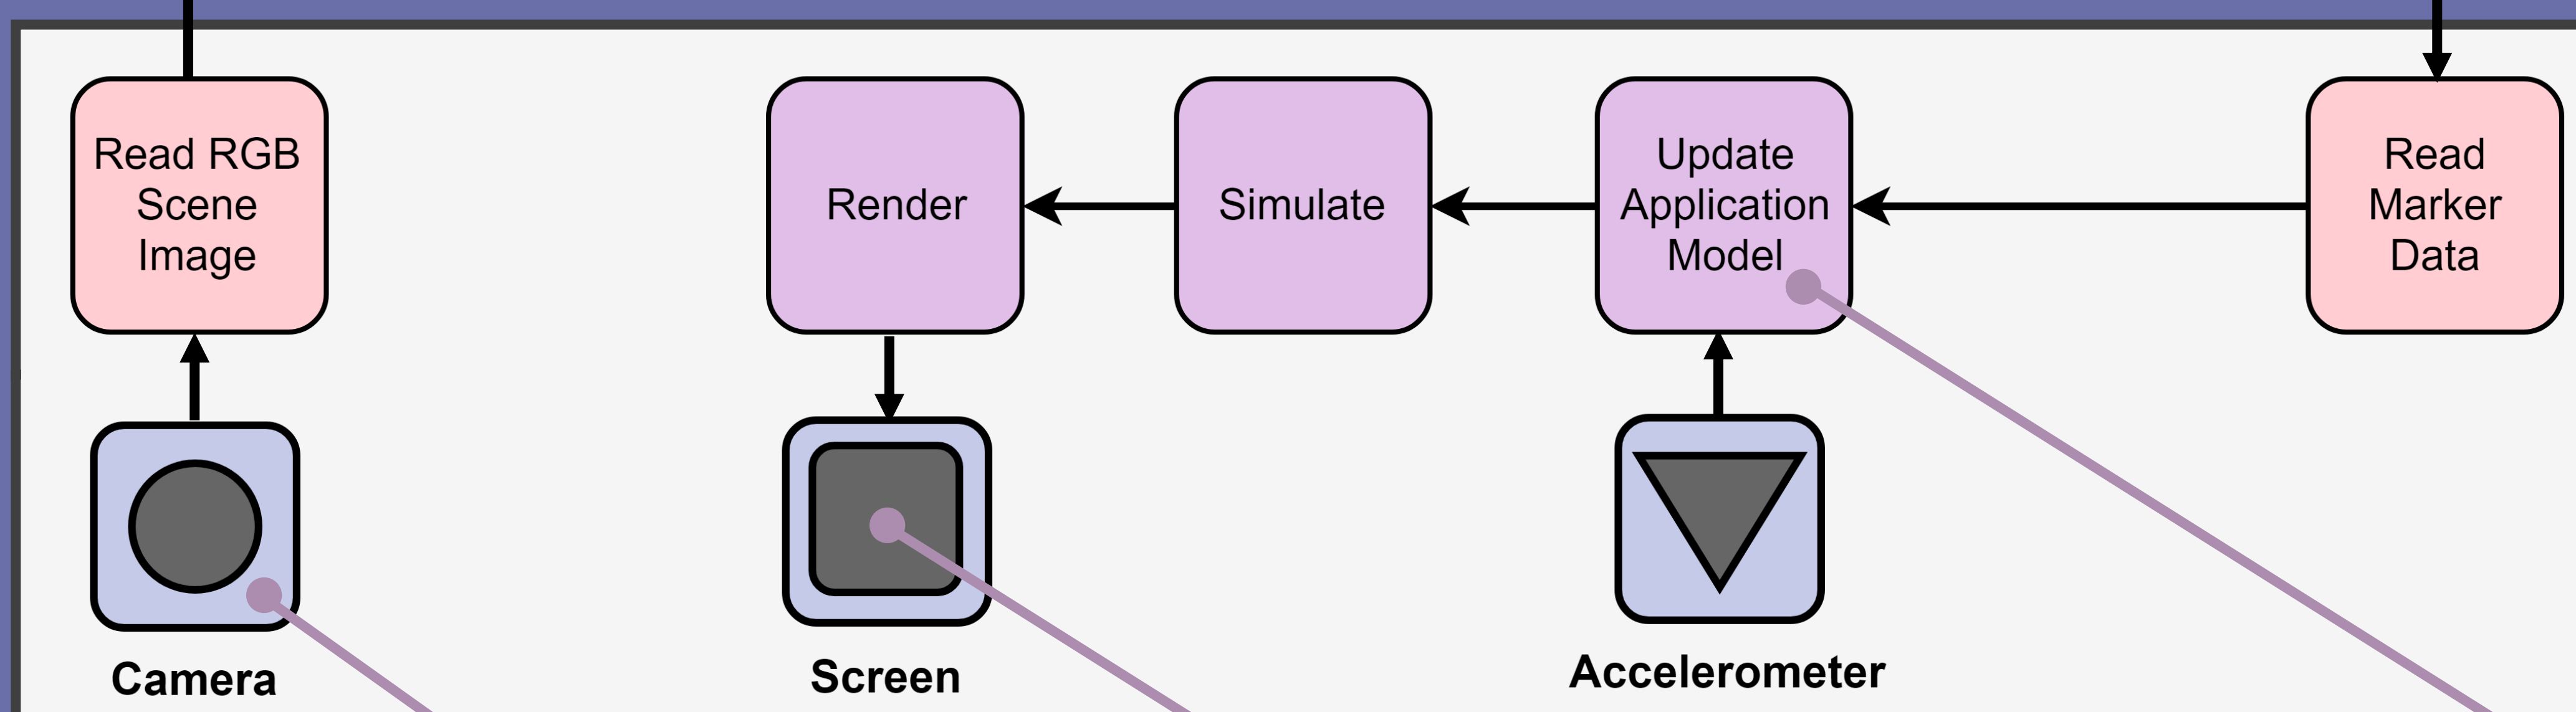 Read RGB
Scene
Image
Render
Simulate
Update
Application
Model
Read
Marker
Data
Camera
Screen
Accelerometer